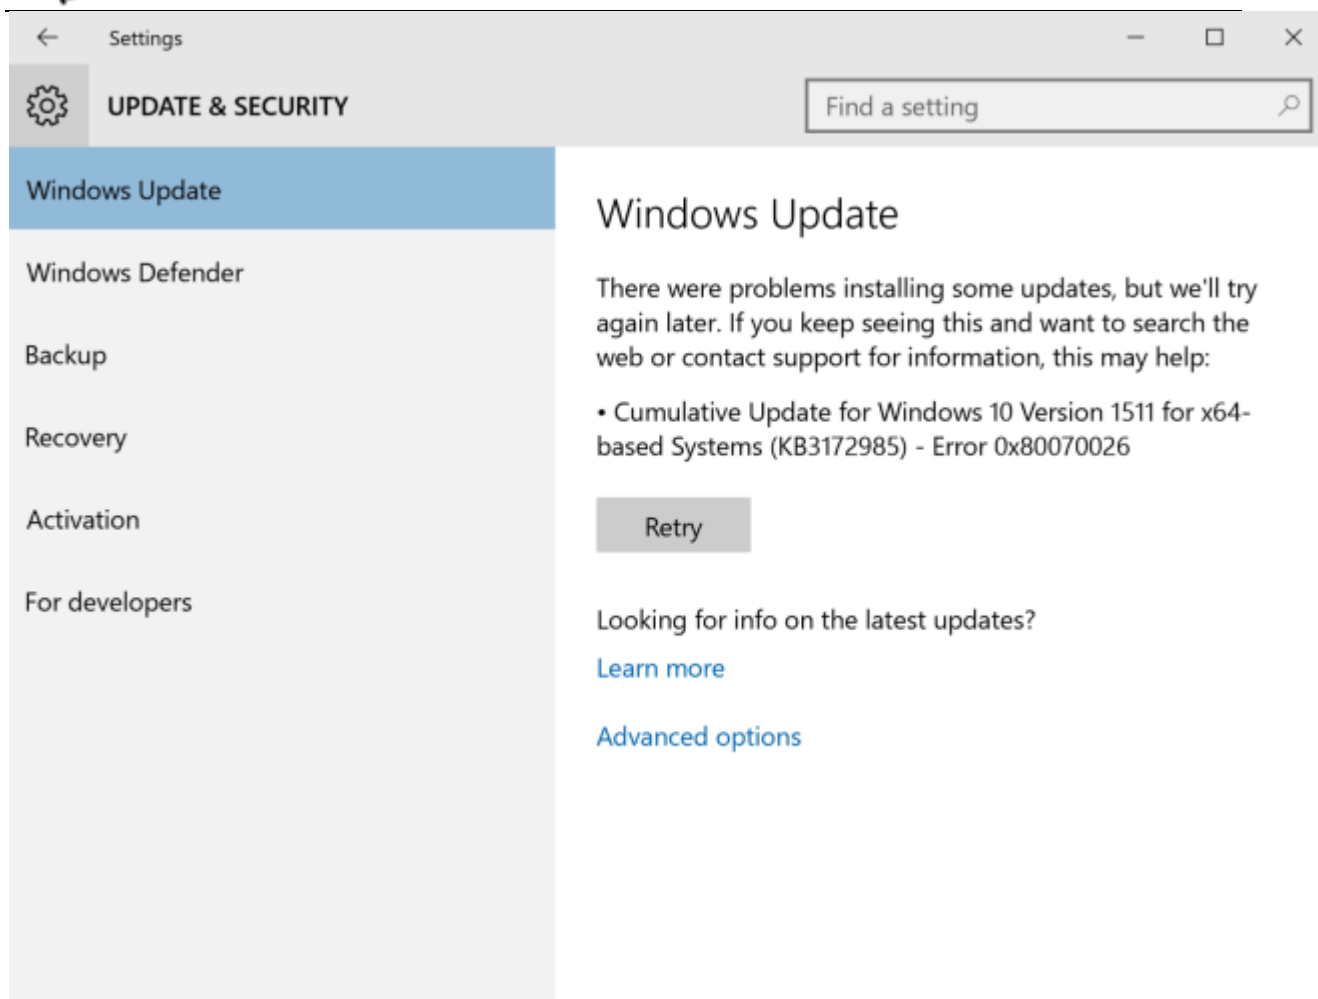 Settings
UPDATE & SECURITY
Find a setting
Windows Update
Windows Defender
Backup
Recovery
Activation
For developers
Windows Update
There were problems installing some updates, but we'll try
again later. If you keep seeing this and want to search the
web or contact support for information, this may help:
• Cumulative Update for Windows 10 Version 1511 for x64-
based Systems (KB3172985) - Error 0x80070026
Retry
Looking for info on the latest updates?
Learn more
Advanced options